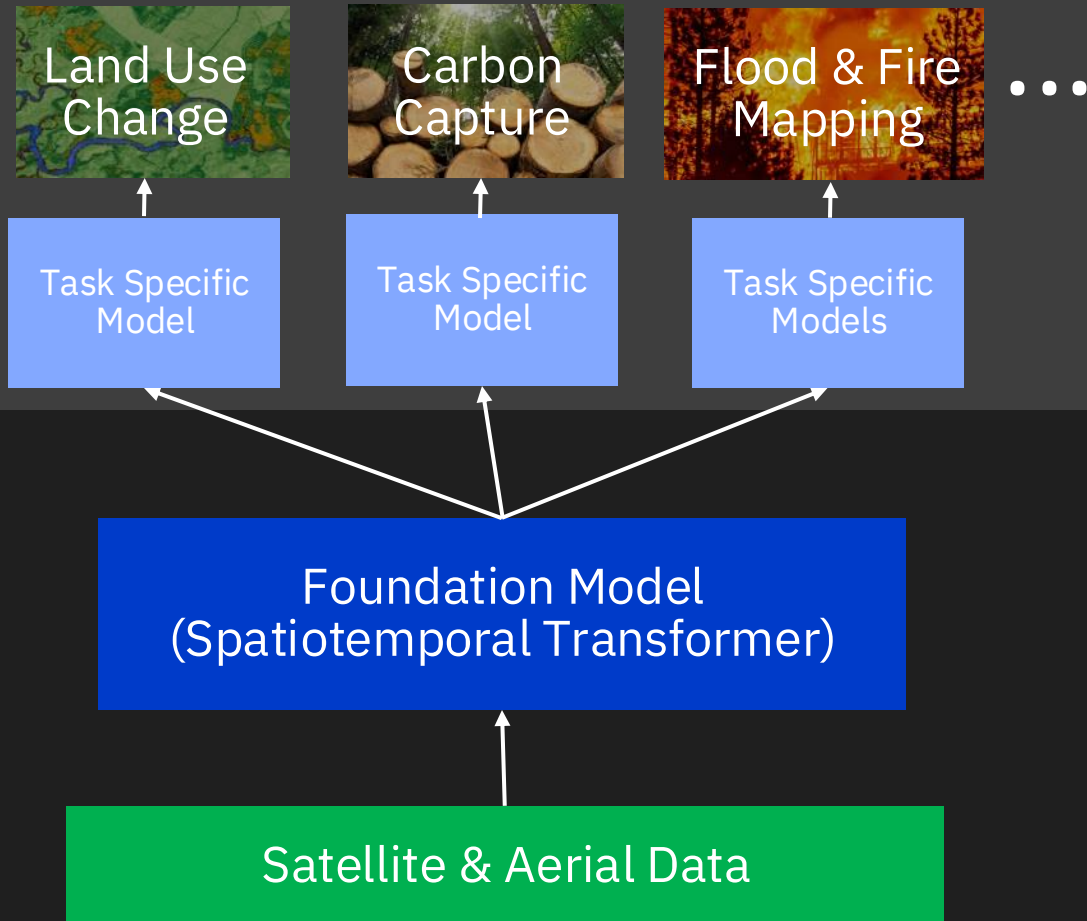 Land Use
Change
Carbon
Capture
Flood & Fire
Mapping
...
Task Specific
Model
Task Specific
Model
Task Specific
Models
Foundation Model
(Spatiotemporal Transformer)
Satellite & Aerial Data